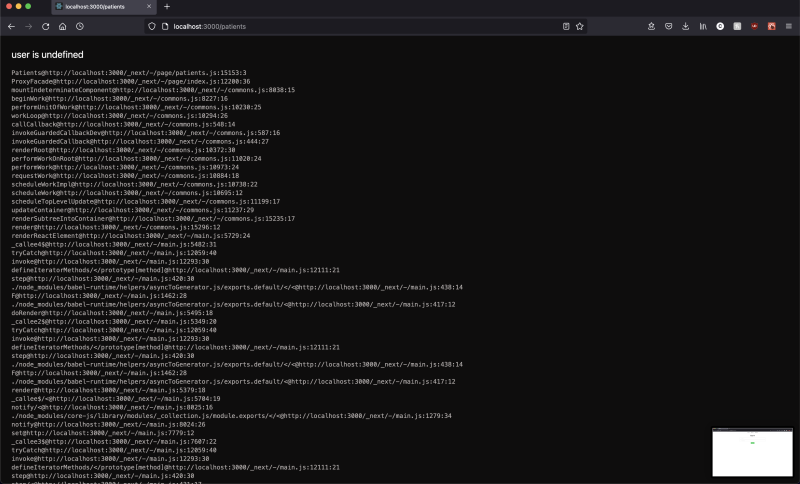 localhost:3000/patients
localhost:3000/patients
user is undefined
Patients@http://localhost:3000/_next/-/page/patients.js:15153:3
ProxyFacade@http://localhost:3000/_next/-/page/index.js:12200:36
mountIndeterminateComponent@http://localhost:3000/_next/-/commons.js:8038:15
beginWork@http://localhost:3000/_next/-/commons.js:8227:16
performUnitOfWork@http://localhost:3000/_next/-/commons.js:10230:25
workLoop@http://localhost:3000/_next/-/commons.js:10294:26
callCallback@http://localhost:3000/_next/-/commons.js:548:14
invokeGuardedCallbackDev@http://localhost:3000/_next/-/commons.js:587:16
invokeGuardedCallback@http://localhost:3000/_next/-/commons.js:444:27
renderRoot@http://localhost:3000/_next/-/commons.js:10372:30
performWorkOnRoot@http://localhost:3000/_next/-/commons.js:11020:24
performWork@http://localhost:3000/_next/-/commons.js:10973:24
requestWork@http://localhost:3000/_next/-/commons.js:10884:18
scheduleWorkImpl@http://localhost:3000/_next/-/commons.js:10738:22
scheduleWork@http://localhost:3000/_next/-/commons.js:10695:12
scheduleTopLevelUpdate@http://localhost:3000/_next/-/commons.js:11199:17
updateContainer@http://localhost:3000/_next/-/commons.js:11237:29
renderSubtreeIntoContainer@http://localhost:3000/_next/-/commons.js:15235:17
render@http://localhost:3000/_next/-/commons.js:15296:12
renderReactElement@http://localhost:3000/_next/-/main.js:5729:24
_callee4$@http://localhost:3000/_next/-/main.js:5482:31
tryCatch@http://localhost:3000/_next/-/main.js:12059:40
invoke@http://localhost:3000/_next/-/main.js:12293:30
defineIteratorMethods/</prototype[method]@http://localhost:3000/_next/-/main.js:12111:21
step@http://localhost:3000/_next/-/main.js:420:30
./node_modules/babel-runtime/helpers/asyncToGenerator.js/exports.default/</<@http://localhost:3000/_next/-/main.js:438:14
F@http://localhost:3000/_next/-/main.js:1462:28
./node_modules/babel-runtime/helpers/asyncToGenerator.js/exports.default/<@http://localhost:3000/_next/-/main.js:417:12
doRender@http://localhost:3000/_next/-/main.js:5495:18
_callee2$@http://localhost:3000/_next/-/main.js:5349:20
tryCatch@http://localhost:3000/_next/-/main.js:12059:40
invoke@http://localhost:3000/_next/-/main.js:12293:30
defineIteratorMethods/</prototype[method]@http://localhost:3000/_next/-/main.js:12111:21
step@http://localhost:3000/_next/-/main.js:420:30
./node_modules/babel-runtime/helpers/asyncToGenerator.js/exports.default/</<@http://localhost:3000/_next/-/main.js:438:14
F@http://localhost:3000/_next/-/main.js:1462:28
./node_modules/babel-runtime/helpers/asyncToGenerator.js/exports.default/<@http://localhost:3000/_next/-/main.js:417:12
render@http://localhost:3000/_next/-/main.js:5379:18
_callee$/<@http://localhost:3000/_next/-/main.js:5704:19
notify/<@http://localhost:3000/_next/-/main.js:8025:16
./node_modules/core-js/library/modules/_collection.js/module.exports/</<@http://localhost:3000/_next/-/main.js:1279:34
notify@http://localhost:3000/_next/-/main.js:8024:26
set@http://localhost:3000/_next/-/main.js:7779:12
_callee3$@http://localhost:3000/_next/-/main.js:7607:22
tryCatch@http://localhost:3000/_next/-/main.js:12059:40
invoke@http://localhost:3000/_next/-/main.js:12293:30
defineIteratorMethods/</prototype[method]@http://localhost:3000/_next/-/main.js:12111:21
step@http://localhost:3000/_next/-/main.js:420:30